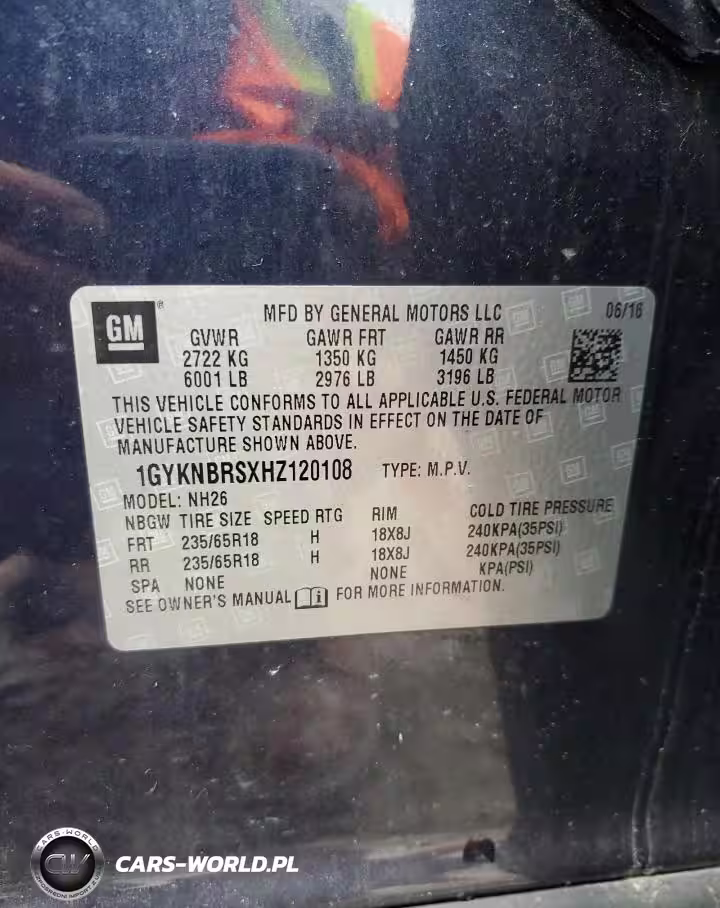 GM ® MFD BY GENERAL MOTORS LLC 06/16
GVWR GAWR FRT GAWR RR
2722 KG 1350 KG 1450 KG
6001 LB 2976 LB 3196 LB
THIS VEHICLE CONFORMS TO ALL APPLICABLE U.S. FEDERAL MOTOR
VEHICLE SAFETY STANDARDS IN EFFECT ON THE DATE OF
MANUFACTURE SHOWN ABOVE.
1GYKNBRSXHZ120108 TYPE: M.P.V.
MODEL: NH26
NBGW TIRE SIZE SPEED RTG RIM COLD TIRE PRESSURE
FRT 235/65R18 H 18X8J 240KPA(35PSI)
RR 235/65R18 H 18X8J 240KPA(35PSI)
SPA NONE NONE KPA(PSI)
SEE OWNER'S MANUAL i FOR MORE INFORMATION.
CARS-WORLD
CW
CARS-WORLD.PL